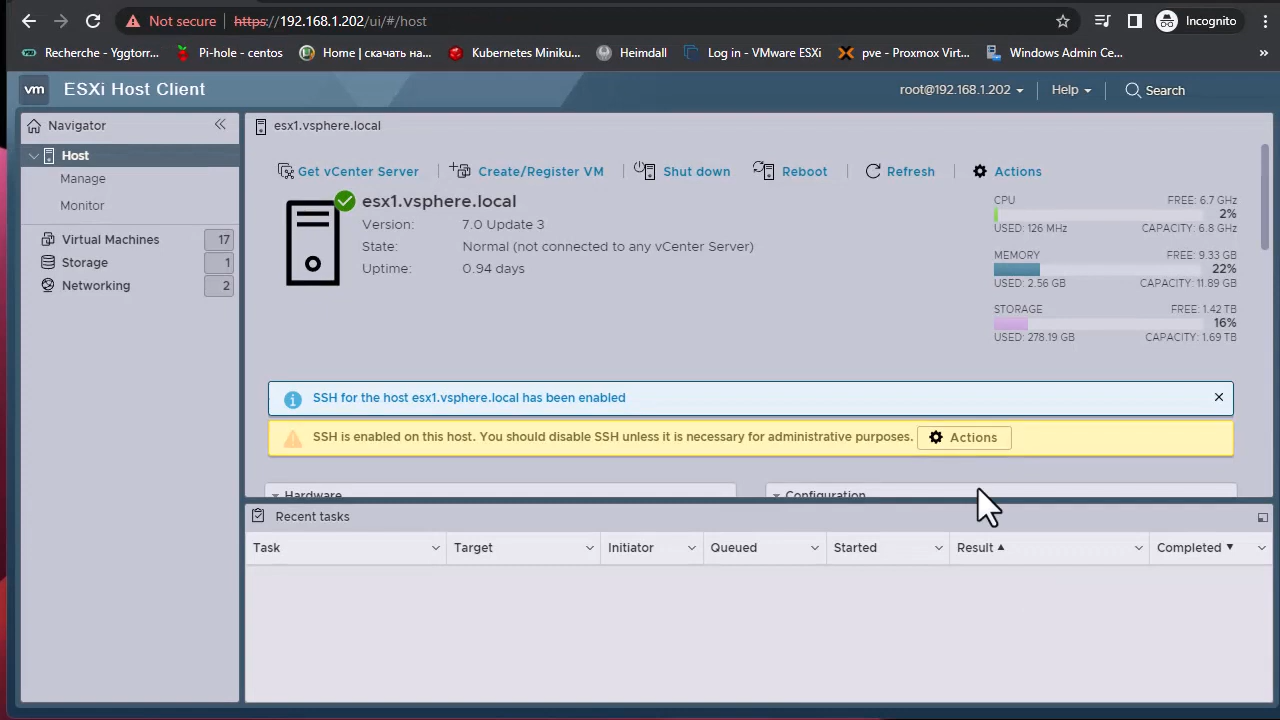 Not secure https://192.168.1.202/ui/#/host Incognito
Recherche - Yggtorr... Pi-hole - centos Home | скачать на... Kubernetes Miniku... Heimdall Log in - VMware ESXi pve - Proxmox Virt... Windows Admin Ce... »
vm ESXi Host Client root@192.168.1.202 Help Search
Navigator
Host
Manage
Monitor
Virtual Machines 17
Storage 1
Networking 2
esx1.vsphere.local
Get vCenter Server Create/Register VM Shut down Reboot Refresh Actions
esx1.vsphere.local
Version: 7.0 Update 3
State: Normal (not connected to any vCenter Server)
Uptime: 0.94 days
CPU FREE: 6.7 GHz
2%
USED: 126 MHz CAPACITY: 6.8 GHz
MEMORY FREE: 9.33 GB
22%
USED: 2.56 GB CAPACITY: 11.89 GB
STORAGE FREE: 1.42 TB
16%
USED: 278.19 GB CAPACITY: 1.69 TB
SSH for the host esx1.vsphere.local has been enabled
SSH is enabled on this host. You should disable SSH unless it is necessary for administrative purposes. Actions
Hardware Configuration
Recent tasks
Task Target Initiator Queued Started Result Completed